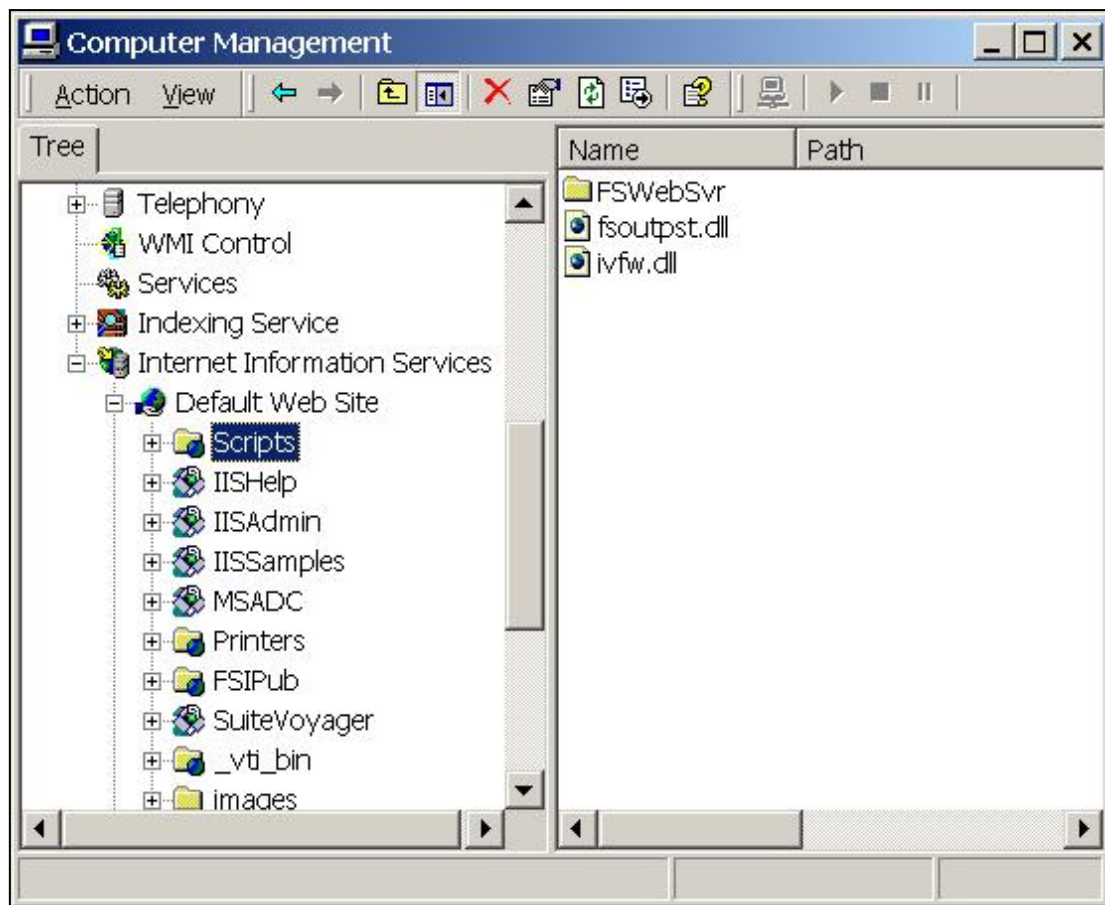 Computer Management
Action View
Tree
Name Path
Telephony
WMI Control
Services
Indexing Service
Internet Information Services
Default Web Site
Scripts
IISHelp
IISAdmin
IISSamples
MSADC
Printers
FSIPub
SuiteVoyager
_vti_bin
images
FSWebSvr
fsoutpst.dll
ivfw.dll